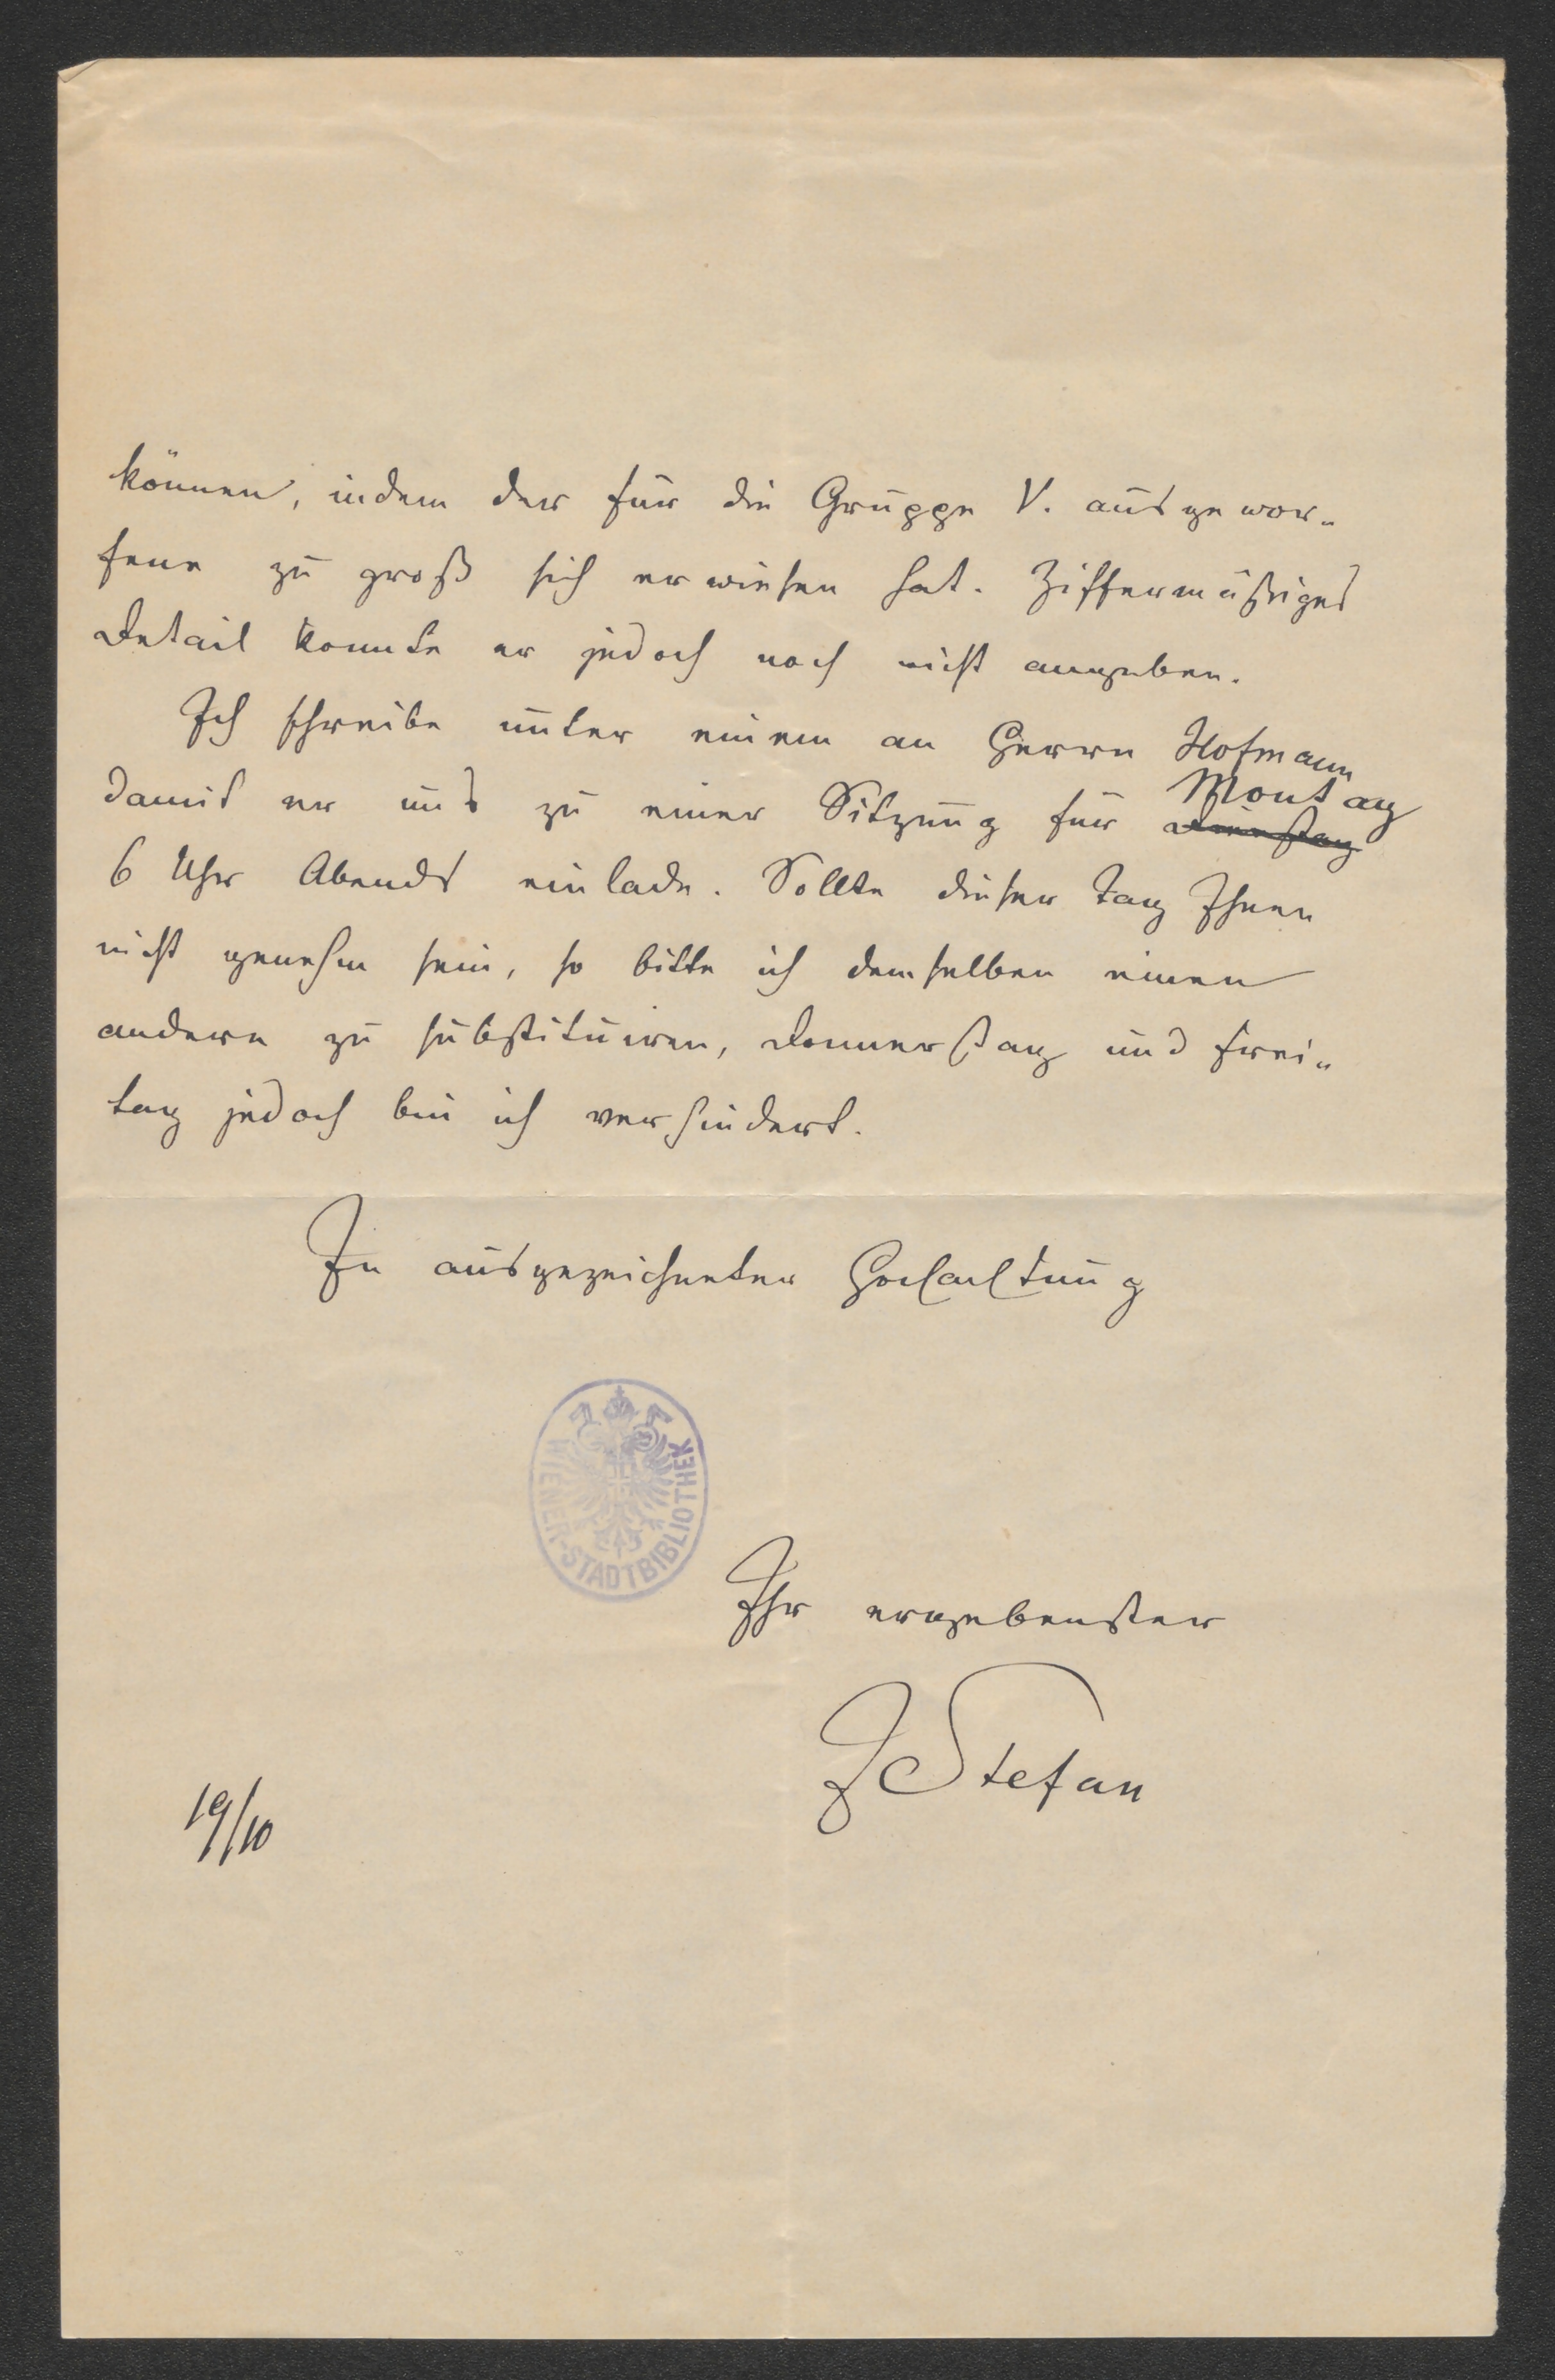 können, indem der für die Gruppe V. ausgewor-
fene zu groß sich erwiesen hat. Ziffermäßiges
Detail konnte er jedoch noch nicht angeben.
Ich schreibe unter einem an Herrn Hofmann
Montag
damit er uns zu einer Sitzung für Dienstag
6 Uhr Abends einlade. Sollte dieser Tag Ihnen
nicht genehm sein, so bitte ich demselben einen
andern zu substituiren, Donnerstag und Frei-
tag jedoch bin ich verhindert.
In ausgezeichneter Hochachtung
WIENER-STADTBIBLIOTHEK
Ihr ergebenster
J Stefan
19/10